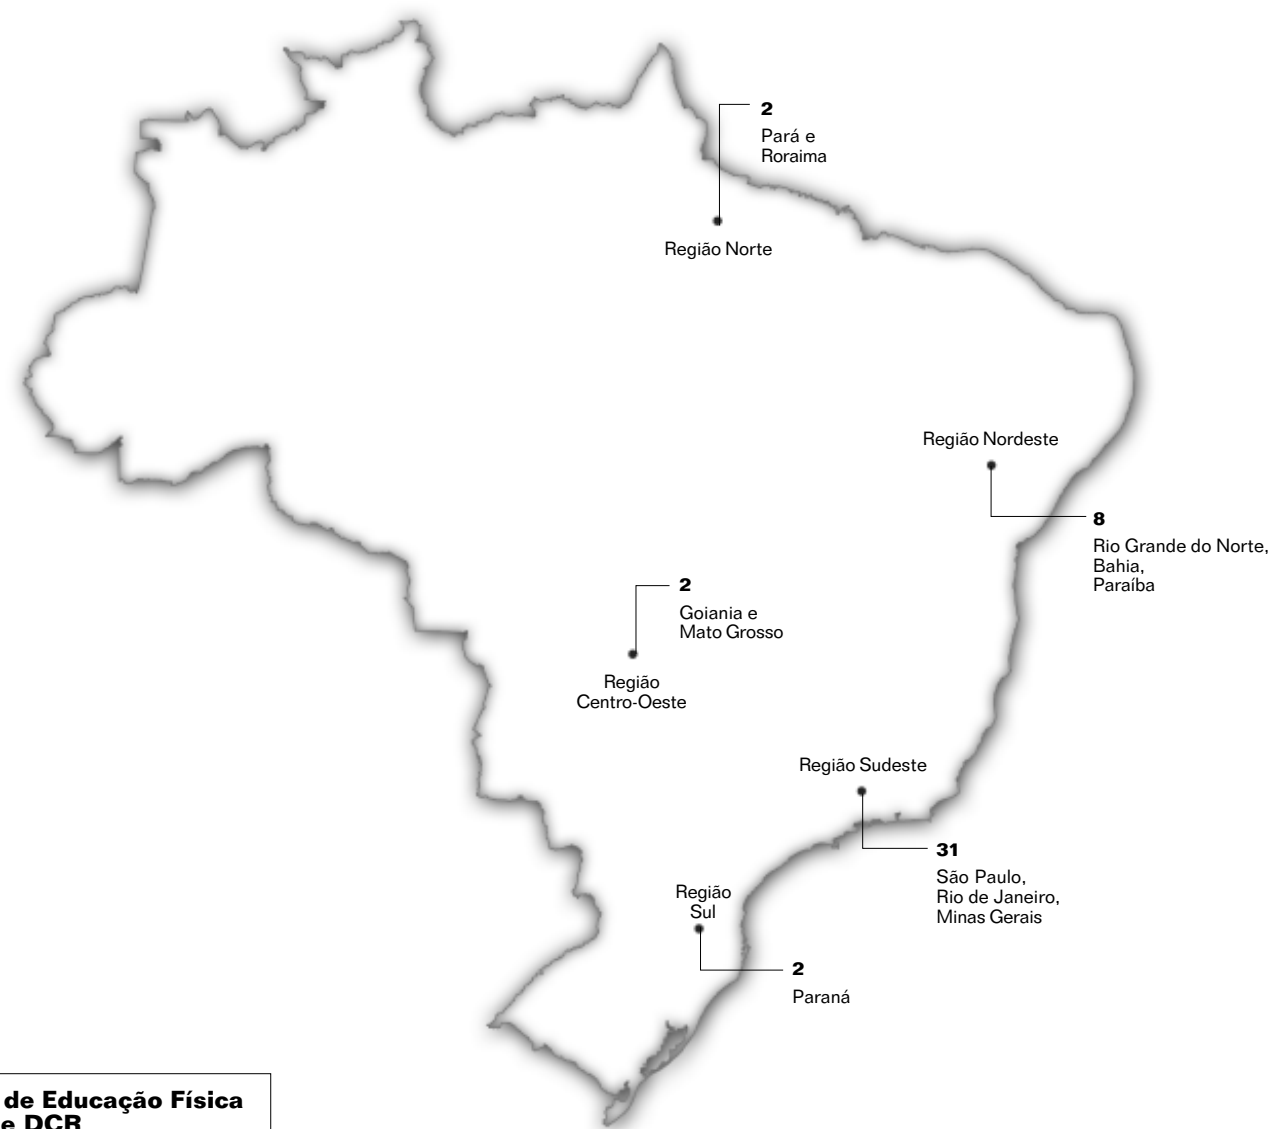 2
Pará e
Roraima
Região Norte
Região Nordeste
8
Rio Grande do Norte,
Bahia,
Paraíba
2
Goiania e
Mato Grosso
Região
Centro-Oeste
Região Sudeste
31
São Paulo,
Rio de Janeiro,
Minas Gerais
Região
Sul
2
Paraná
de Educação Física
e DCR